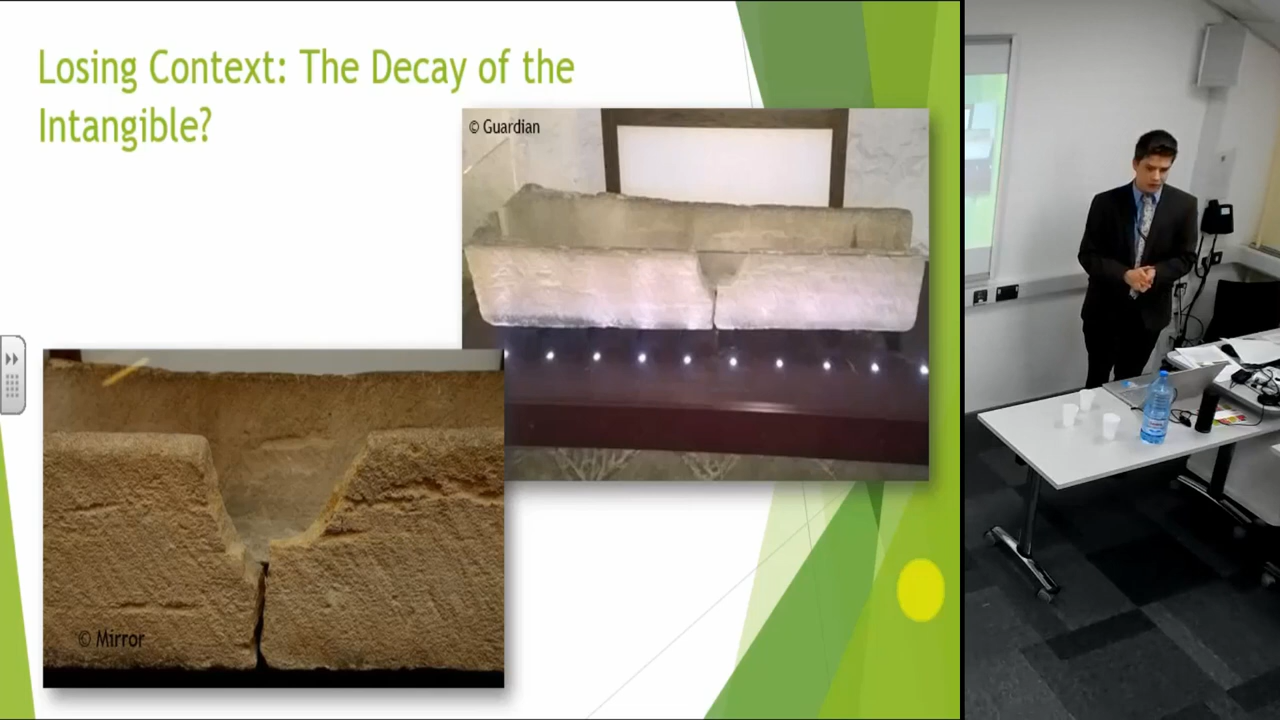 Losing Context: The Decay of the
Intangible?
© Guardian
© Mirror